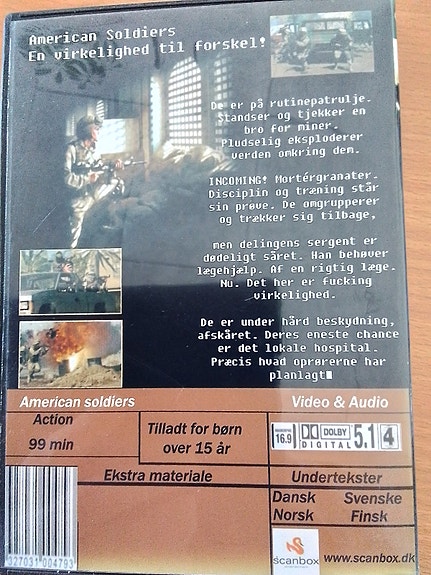 American Soldiers
En virkelighed til forskel!
De er på rutinepatrulje.
Standser og tjekker en
bro for miner.
Pludselig eksploderer
verden omkring dem.
INCOMING! Mortérgranater.
Disciplin og træning står
sin prøve. De omgrupperer
og trækker sig tilbage,
men delingens sergent er
dødeligt såret. Han behøver
lægehjælp. Af en rigtig læge.
Nu. Det her er fucking
virkelighed.
De er under hård beskydning,
afskåret. Deres eneste chance
er det lokale hospital.
Præcis hvad oprørerne har
planlagt
American soldiers
Video & Audio
Action
99 min
Tilladt for børn
over 15 år
16:9
DOLBY
DIGITAL
5.1
4
Ekstra materiale
Undertekster
Dansk Svenske
Norsk Finsk
027031 004793
scanbox
www.scanbox.dk